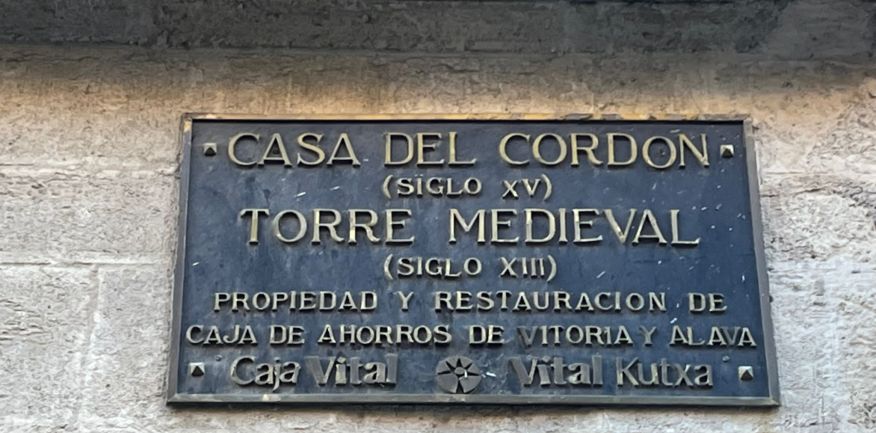 CASA DEL CORDON
(SIGLO XV)
TORRE MEDIEVAL
(SIGLO XIII)
PROPIEDAD Y RESTAURACION DE
CAJA DE AHORROS DE VITORIA Y ALAVA
Caja Vital Vital Kutxa